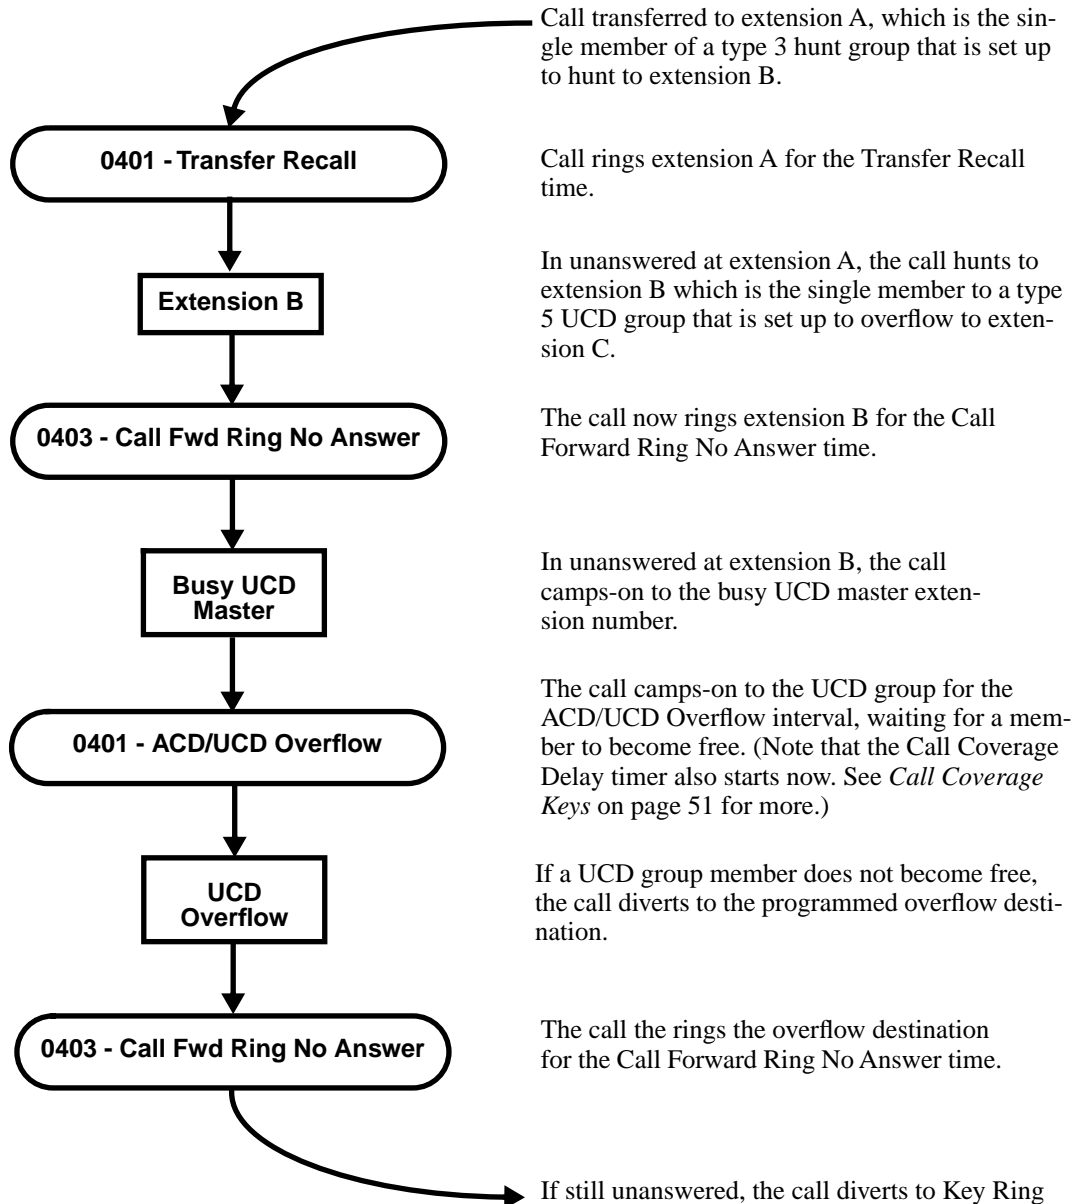 Call transferred to extension A, which is the sin-
gle member of a type 3 hunt group that is set up
to hunt to extension B.
0401 - Transfer Recall
Call rings extension A for the Transfer Recall
time.
Extension B
In unanswered at extension A, the call hunts to
extension B which is the single member to a type
5 UCD group that is set up to overflow to exten-
sion C.
0403 - Call Fwd Ring No Answer
The call now rings extension B for the Call
Forward Ring No Answer time.
Busy UCD
Master
In unanswered at extension B, the call
camps-on to the busy UCD master exten-
sion number.
0401 - ACD/UCD Overflow
The call camps-on to the UCD group for the
ACD/UCD Overflow interval, waiting for a mem-
ber to become free. (Note that the Call Coverage
Delay timer also starts now. See Call Coverage
Keys on page 51 for more.)
UCD
Overflow
If a UCD group member does not become free,
the call diverts to the programmed overflow desti-
nation.
0403 - Call Fwd Ring No Answer
The call the rings the overflow destination
for the Call Forward Ring No Answer time.
If still unanswered, the call diverts to Key Ring